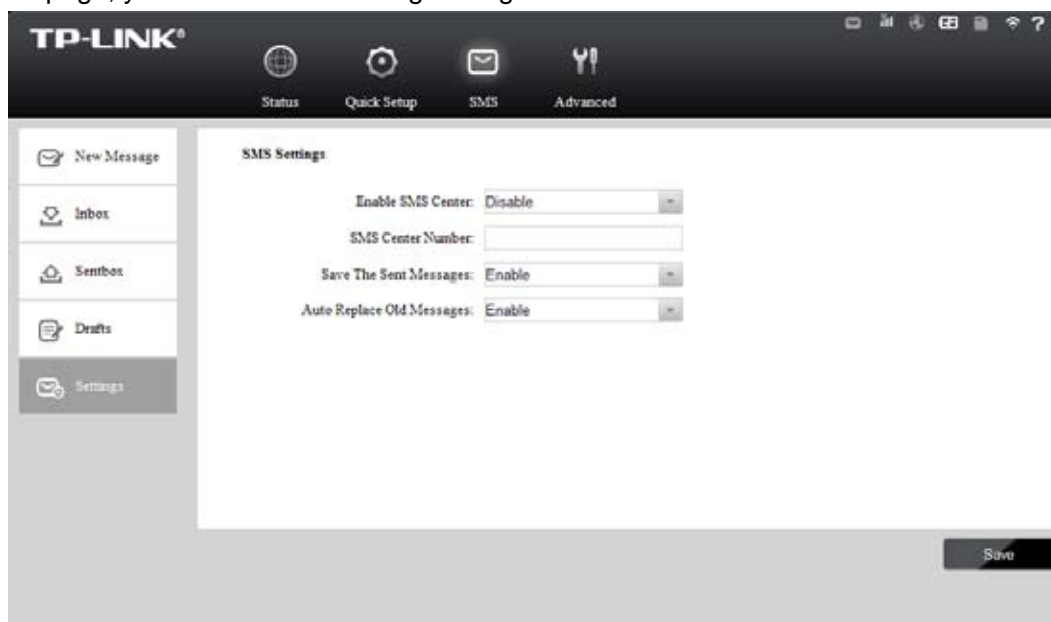 TP-LINK®
Status Quick Setup SMS Advanced
New Message
Inbox
Sentbox
Drafts
Settings
SMS Settings
Enable SMS Center: Disable
SMS Center Number:
Save The Sent Messages: Enable
Auto Replace Old Messages: Enable
Save